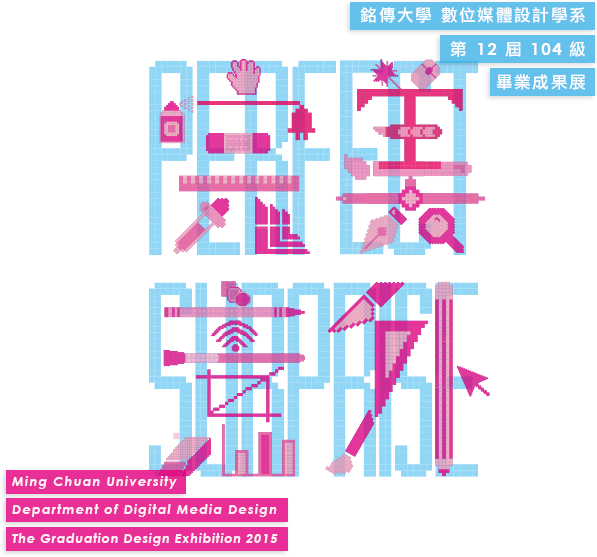 銘傳大學 數位媒體設計學系
第 12 屆 104 級
畢業成果展
Ming Chuan University
Department of Digital Media Design
The Graduation Design Exhibition 2015